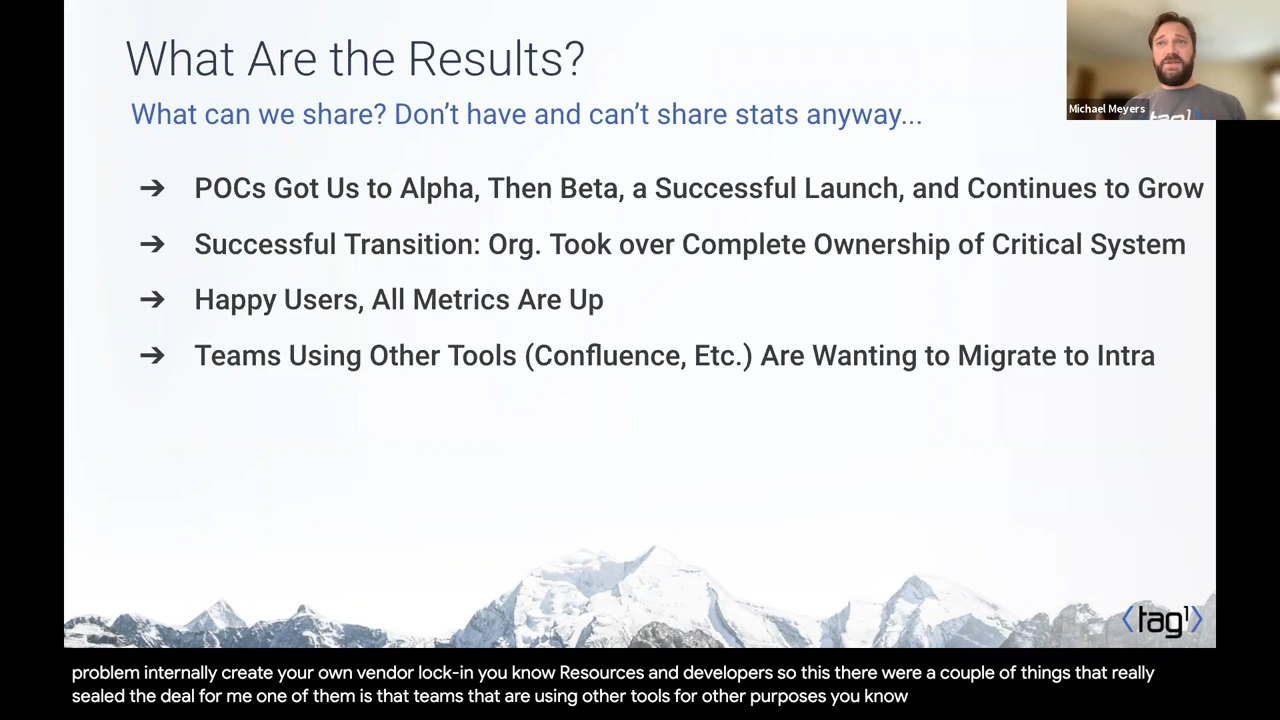 What Are the Results?
What can we share? Don't have and can't share stats anyway...
Michael Meyers
tag1
➔ POCs Got Us to Alpha, Then Beta, a Successful Launch, and Continues to Grow
➔ Successful Transition: Org. Took over Complete Ownership of Critical System
➔ Happy Users, All Metrics Are Up
➔ Teams Using Other Tools (Confluence, Etc.) Are Wanting to Migrate to Intra
⟨tag1⟩
problem internally create your own vendor lock-in you know Resources and developers so this there were a couple of things that really
sealed the deal for me one of them is that teams that are using other tools for other purposes you know